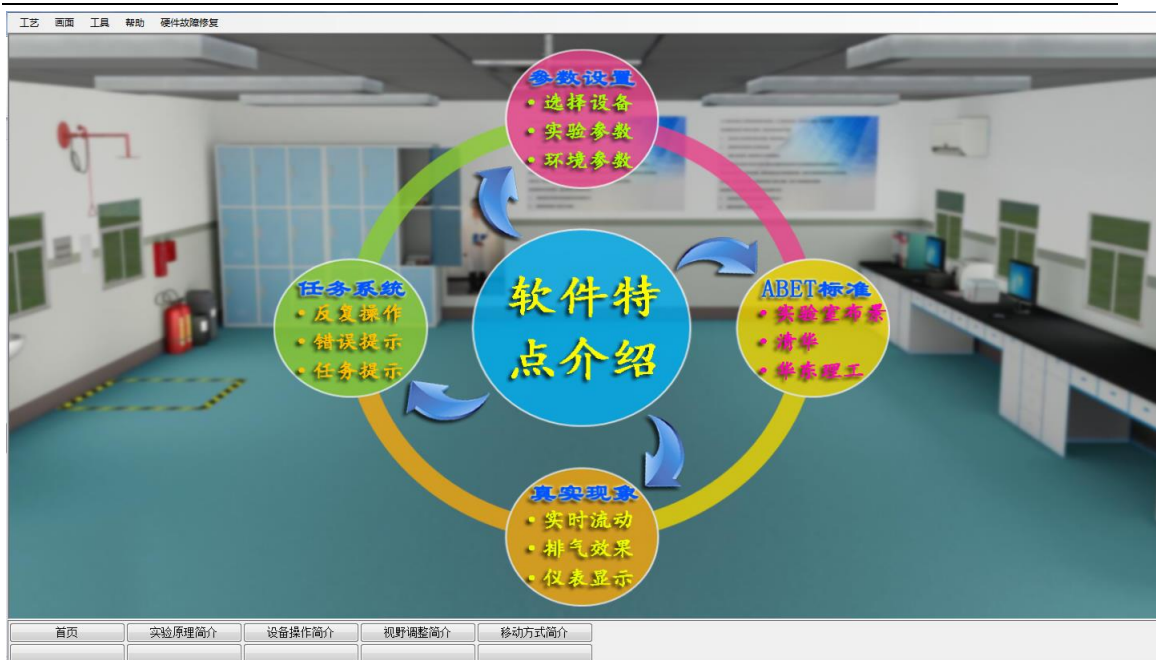 工艺 画面 工具 帮助 硬件故障修复
参数设置
• 选择设备
• 实验参数
• 环境参数
任务系统
• 反复操作
• 错误提示
• 任务提示
软件特
点介绍
ABET标准
• 实验室布景
• 清华
• 华东理工
真实现象
• 实时流动
• 排气效果
• 仪表显示
首页 实验原理简介 设备操作简介 视野调整简介 移动方式简介